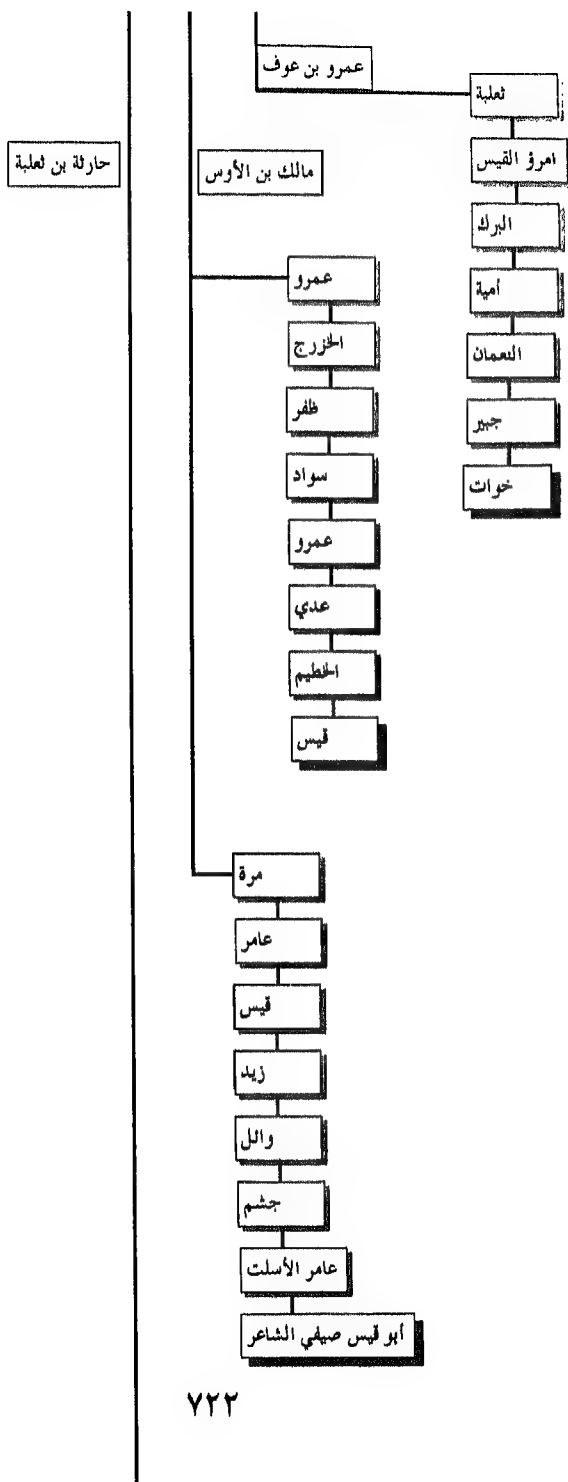 عمرو بن عوف
ثعلبة
امرؤ القيس
البرك
أمية
النعمان
جبير
خوات
مالك بن الأوس
حارثة بن ثعلبة
عمرو
الخزرج
ظفر
سواد
عمرو
عدي
الخطيم
قيس
مرة
عامر
قيس
زيد
وائل
جشم
عامر الأسلت
أبو قيس صيفي الشاعر
٧٢٢